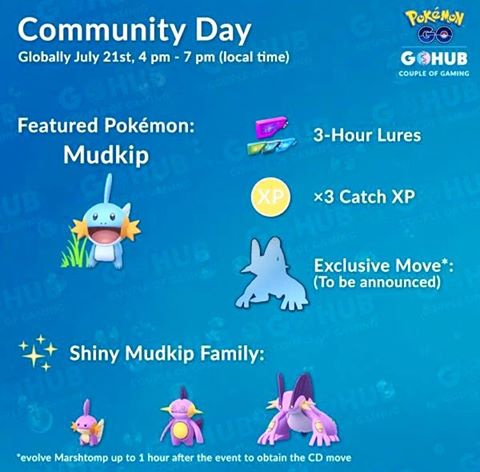 Community Day
Globally July 21st, 4 pm - 7 pm (local time)
POKéMON
GO
GOHUB
COUPLE OF GAMING
Featured Pokémon:
Mudkip
3-Hour Lures
XP
×3 Catch XP
Exclusive Move*:
(To be announced)
Shiny Mudkip Family:
*evolve Marshtomp up to 1 hour after the event to obtain the CD move